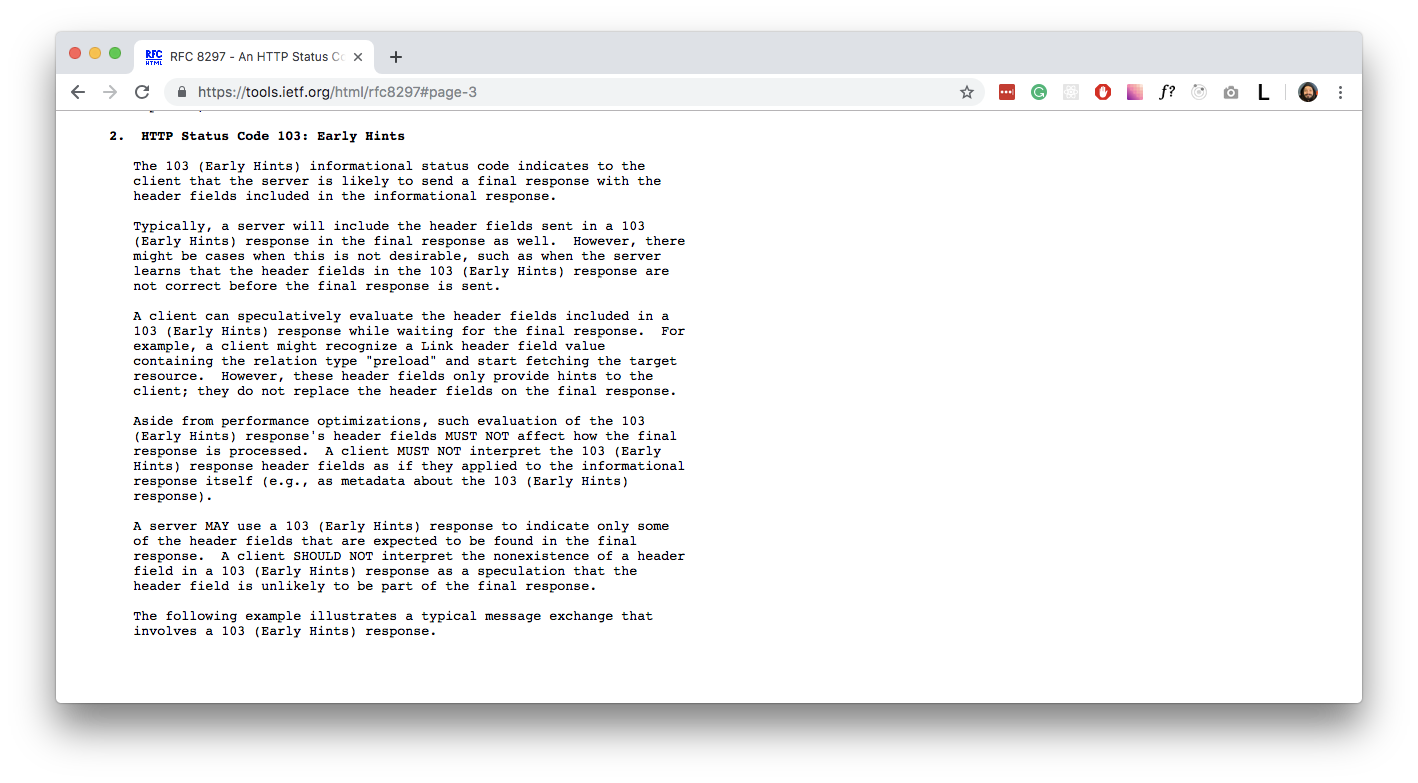 RFC
HTML
RFC 8297 - An HTTP Status Co
https://tools.ietf.org/html/rfc8297#page-3
f?
L
2. HTTP Status Code 103: Early Hints
The 103 (Early Hints) informational status code indicates to the
client that the server is likely to send a final response with the
header fields included in the informational response.
Typically, a server will include the header fields sent in a 103
(Early Hints) response in the final response as well. However, there
might be cases when this is not desirable, such as when the server
learns that the header fields in the 103 (Early Hints) response are
not correct before the final response is sent.
A client can speculatively evaluate the header fields included in a
103 (Early Hints) response while waiting for the final response. For
example, a client might recognize a Link header field value
containing the relation type "preload" and start fetching the target
resource. However, these header fields only provide hints to the
client; they do not replace the header fields on the final response.
Aside from performance optimizations, such evaluation of the 103
(Early Hints) response's header fields MUST NOT affect how the final
response is processed. A client MUST NOT interpret the 103 (Early
Hints) response header fields as if they applied to the informational
response itself (e.g., as metadata about the 103 (Early Hints)
response).
A server MAY use a 103 (Early Hints) response to indicate only some
of the header fields that are expected to be found in the final
response. A client SHOULD NOT interpret the nonexistence of a header
field in a 103 (Early Hints) response as a speculation that the
header field is unlikely to be part of the final response.
The following example illustrates a typical message exchange that
involves a 103 (Early Hints) response.